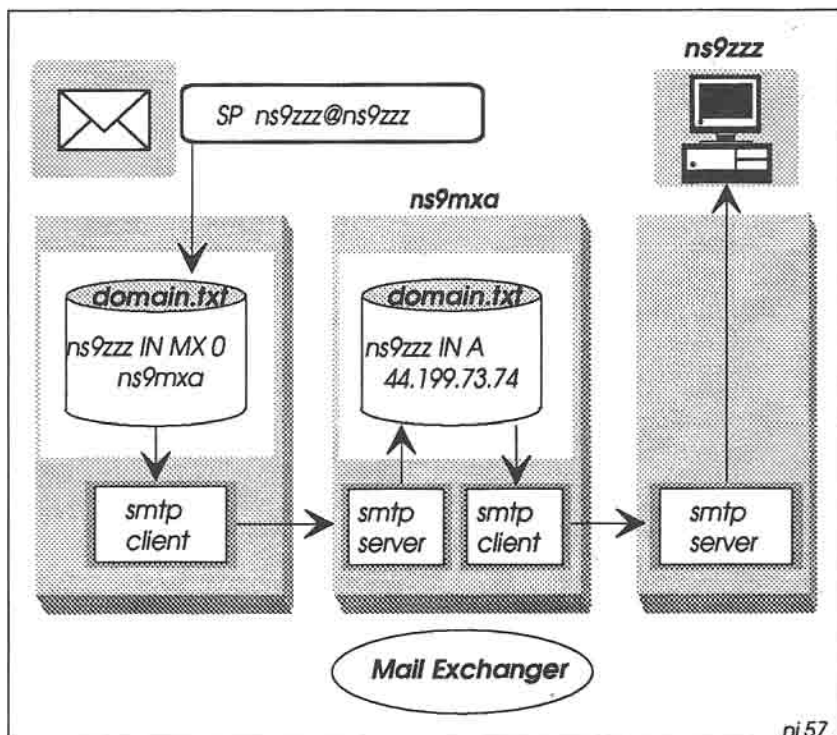 ns9zzz
SP ns9zzz@ns9zzz
ns9mxa
domain.txt
ns9zzz IN MX 0
ns9mxa
domain.txt
ns9zzz IN A
44.199.73.74
smtp
client
smtp
server
smtp
client
smtp
server
Mail Exchanger
pj 57